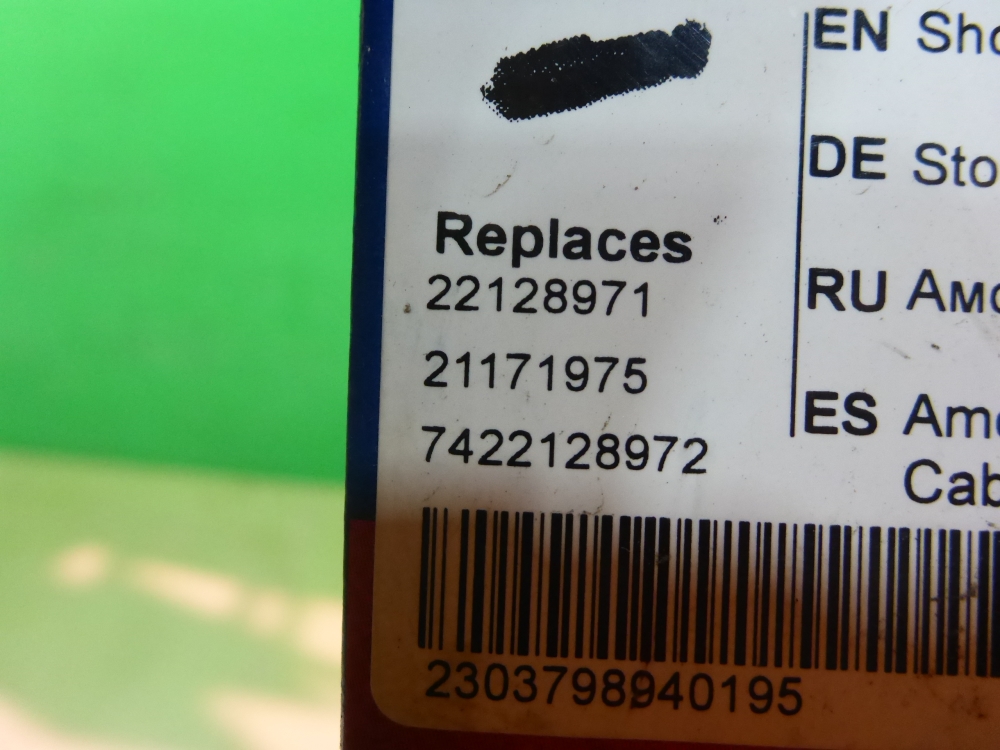 Replaces
22128971
21171975
7422128972
2303798940195
EN Sho
DE Sto
RU Амо
ES Amo
Cab